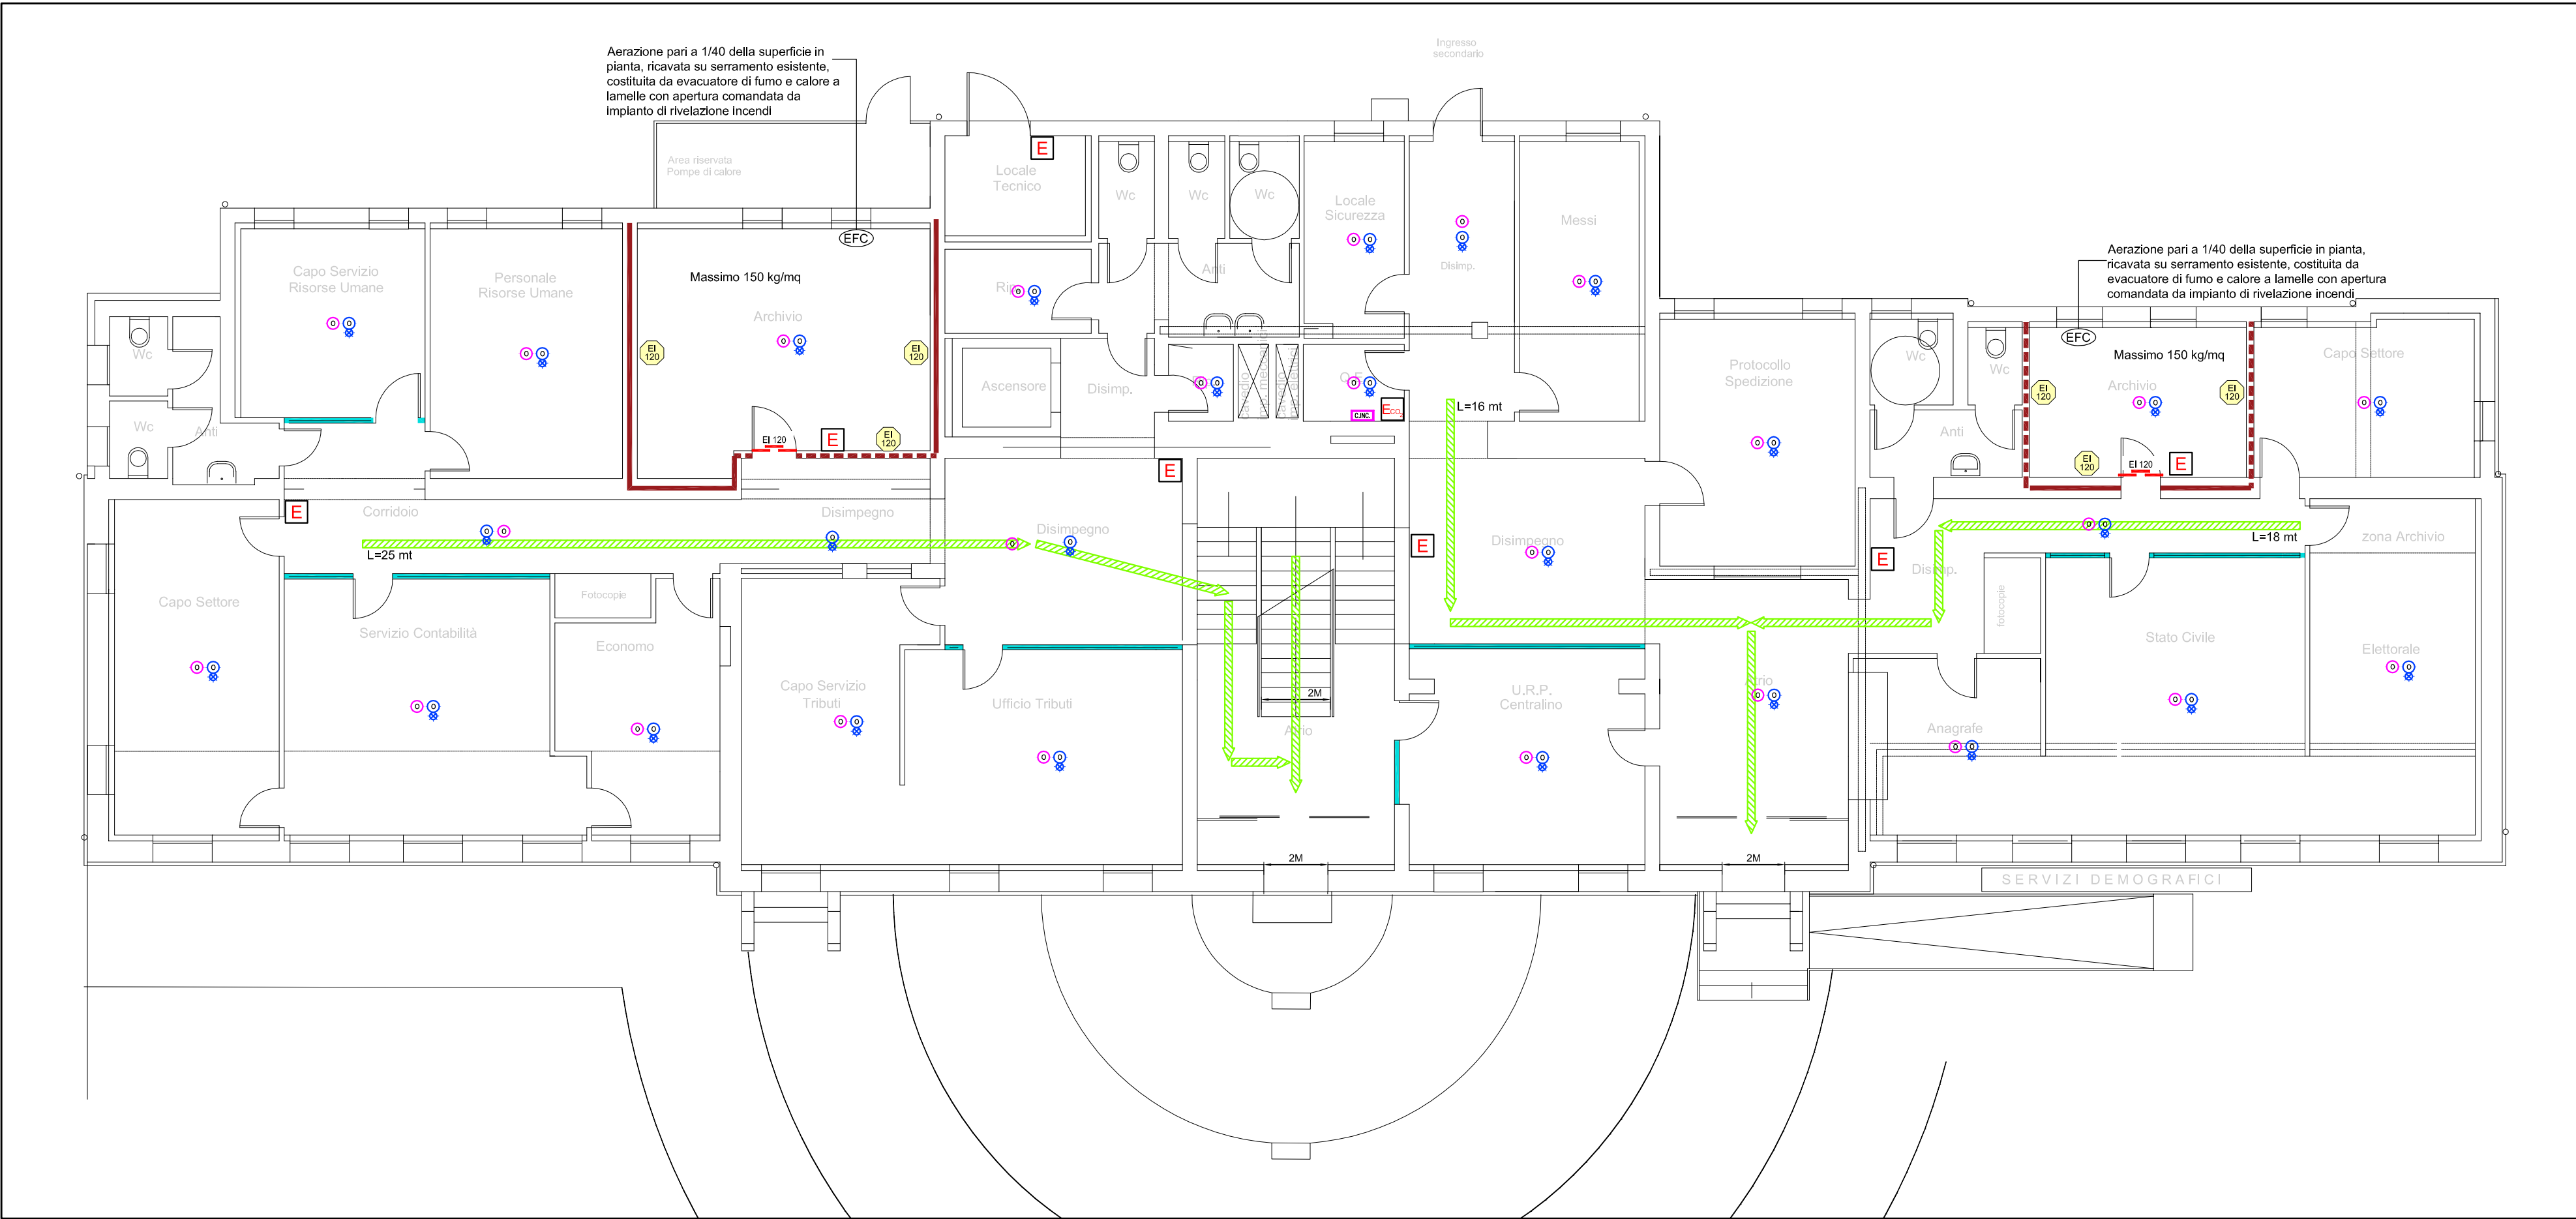 Aerazione pari a 1/40 della superficie in
pianta, ricavata su serramento esistente,
costituita da evacuatore di fumo e calore a
lamelle con apertura comandata da
impianto di rivelazione incendi
Ingresso
secondario
Area riservata
Pompe di calore
E
Locale
Tecnico
Wc
Wc
Wc
Locale
Sicurezza
Disimp.
Messi
EFC
Aerazione pari a 1/40 della superficie in pianta,
ricavata su serramento esistente, costituita da
evacuatore di fumo e calore a lamelle con apertura
comandata da impianto di rivelazione incendi
Capo Servizio
Risorse Umane
Personale
Risorse Umane
Massimo 150 kg/mq
Archivio
EI
120
EI
120
EI
120
EI 120
E
Anti
Ascensore
Disimp.
C.INC.
ECO2
L=16 mt
Protocollo
Spedizione
Wc
Wc
EFC
Massimo 150 kg/mq
Archivio
EI
120
EI
120
EI
120
EI 120
E
Capo Settore
Wc
Wc
Anti
Anti
E
Corridoio
Disimpegno
L=25 mt
E
Disimpegno
E
Disimpegno
E
Disimp.
L=18 mt
zona Archivio
Capo Settore
Servizio Contabilità
Fotocopie
Economo
Capo Servizio
Tributi
Ufficio Tributi
2M
Atrio
U.R.P.
Centralino
Atrio
fotocopie
Stato Civile
Elettorale
Anagrafe
2M
2M
SERVIZI DEMOGRAFICI